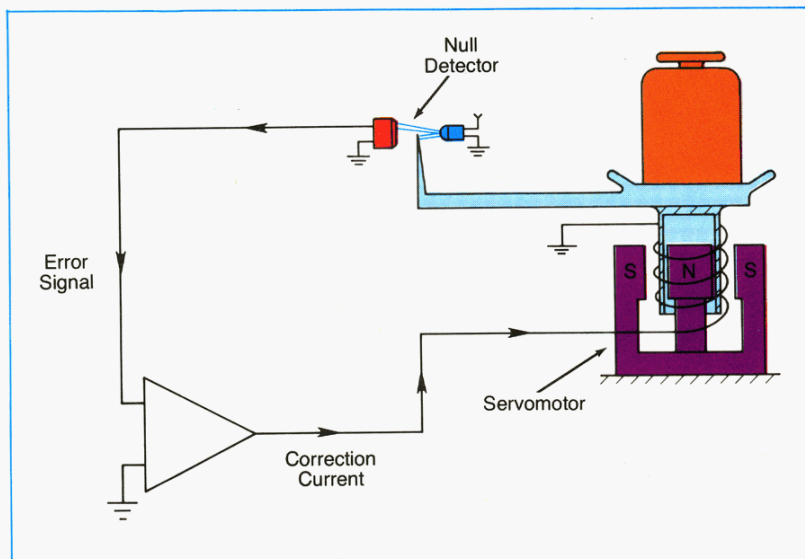 Null
Detector
Error
Signal
S
N
S
Servomotor
Correction
Current